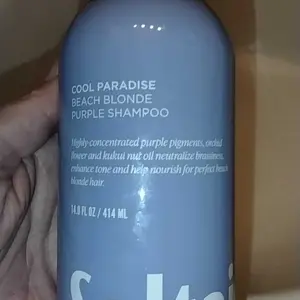 COOL PARADISE
BEACH BLONDE
PURPLE SHAMPOO
Highly concentrated purple pigments, orchid
flower and kukui nut oil neutralize brassiness,
enhance tone and help nourish for perfect beach
blonde hair.
14.0 FL OZ / 414 ML